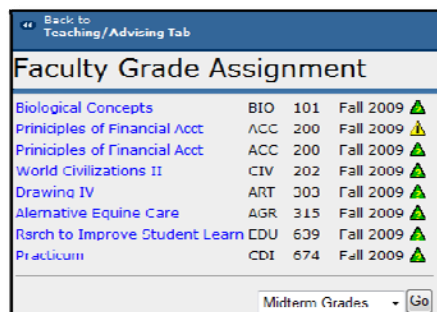 Back to
Teaching/Advising Tab
Faculty Grade Assignment
Biological Concepts BIO 101 Fall 2009
Priniciples of Financial Acct ACC 200 Fall 2009
Priniciples of Financial Acct ACC 200 Fall 2009
World Civilizations II CIV 202 Fall 2009
Drawing IV ART 303 Fall 2009
Alernative Equine Care AGR 315 Fall 2009
Rsrch to Improve Student Learn EDU 639 Fall 2009
Practicum CDI 674 Fall 2009
Midterm Grades Go